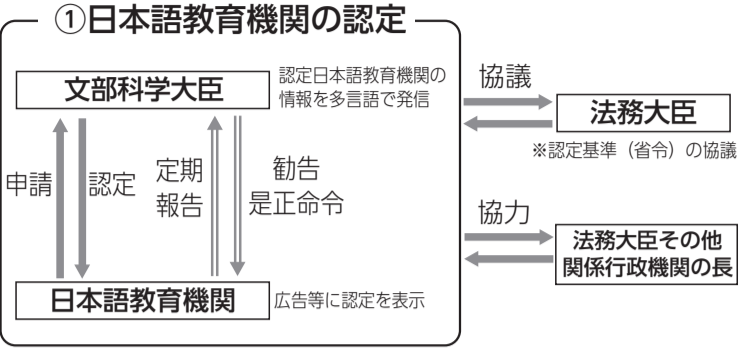 ①日本語教育機関の認定
文部科学大臣
認定日本語教育機関の
情報を多言語で発信
申請
認定
定期
報告
勧告
是正命令
日本語教育機関
広告等に認定を表示
協議
法務大臣
※認定基準（省令）の協議
協力
法務大臣その他
関係行政機関の長